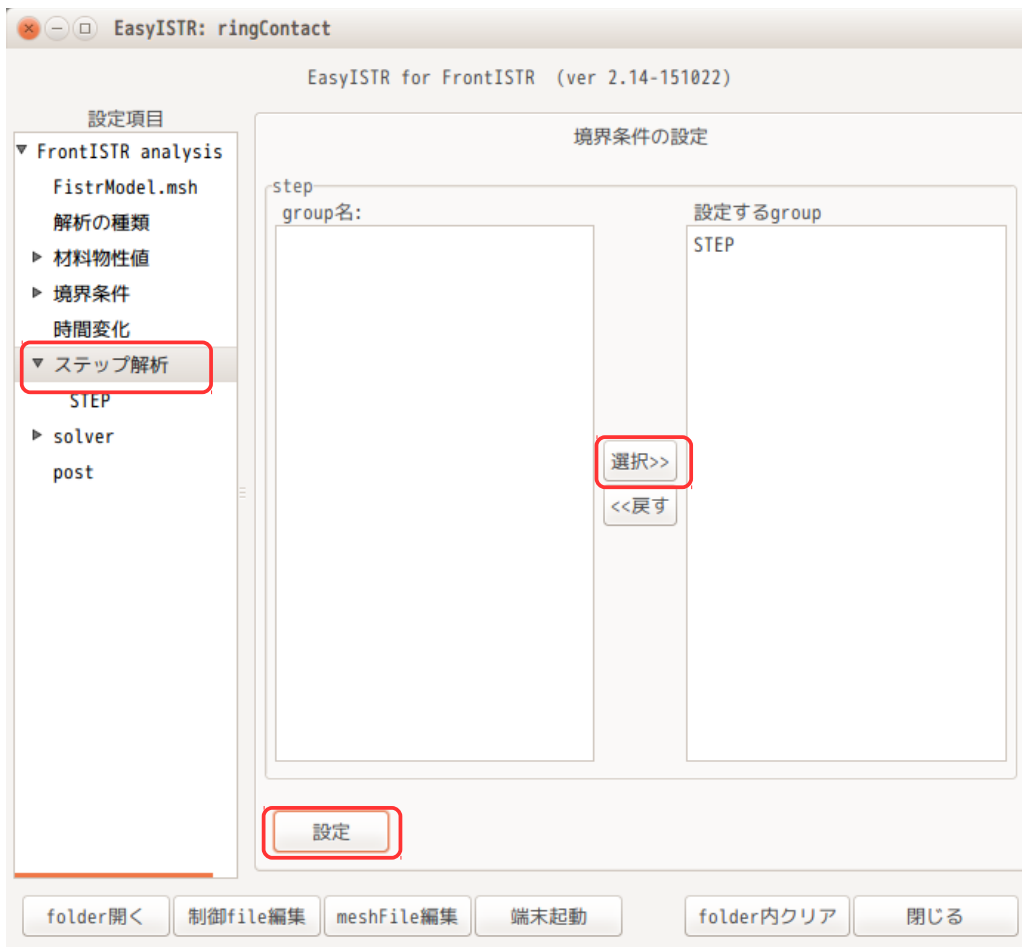 EasyISTR: ringContact
EasyISTR for FrontISTR (ver 2.14-151022)
設定項目
FrontISTR analysis
FistrModel.msh
解析の種類
材料物性値
境界条件
時間変化
ステップ解析
STEP
solver
post
境界条件の設定
step
group名:
設定するgroup
STEP
選択>>
<<戻す
設定
folder開く
制御file編集
meshFile編集
端末起動
folder内クリア
閉じる